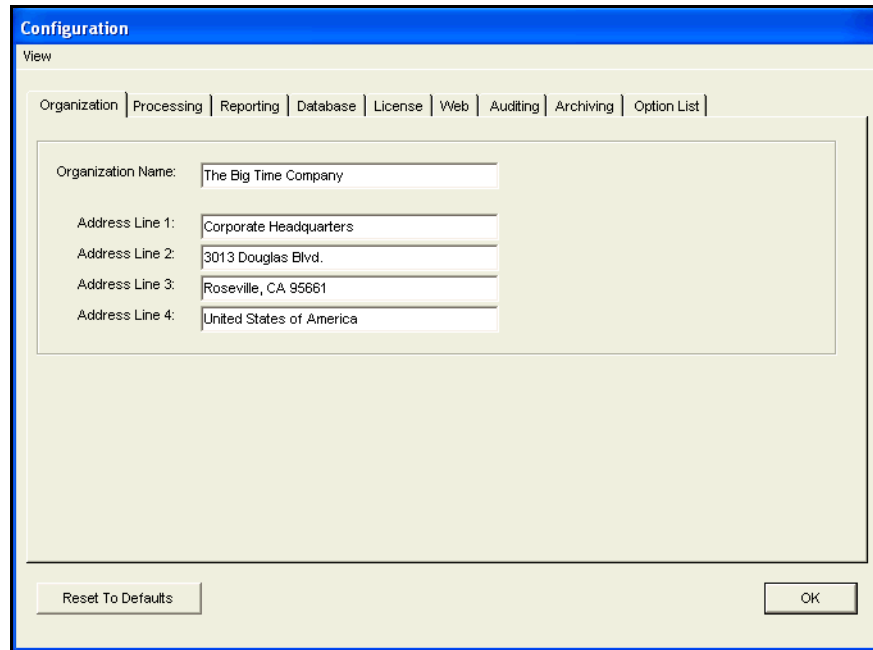 Configuration
View
Organization Processing Reporting Database License Web Auditing Archiving Option List
Organization Name: The Big Time Company
Address Line 1: Corporate Headquarters
Address Line 2: 3013 Douglas Blvd.
Address Line 3: Roseville, CA 95661
Address Line 4: United States of America
Reset To Defaults OK